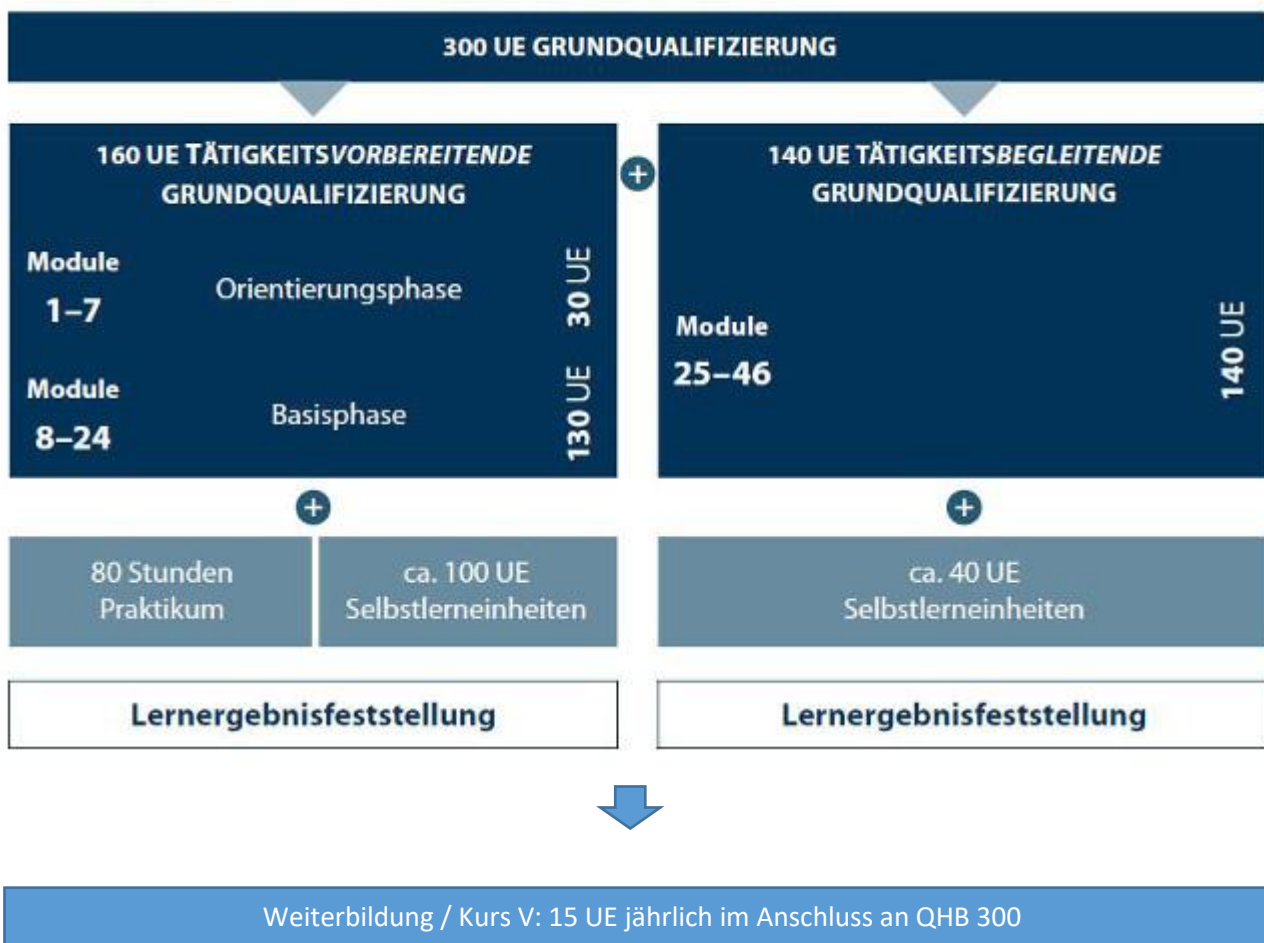 300 UE GRUNDQUALIFIZIERUNG
160 UE TÄTIGKEITSVORBEREITENDE
GRUNDQUALIFIZIERUNG
Module
1–7
Orientierungsphase
30 UE
Module
8–24
Basisphase
130 UE
+
140 UE TÄTIGKEITSBEGLEITENDE
GRUNDQUALIFIZIERUNG
Module
25–46
140 UE
+
80 Stunden
Praktikum
ca. 100 UE
Selbstlerneinheiten
+
ca. 40 UE
Selbstlerneinheiten
Lernergebnisfeststellung
Lernergebnisfeststellung
Weiterbildung / Kurs V: 15 UE jährlich im Anschluss an QHB 300